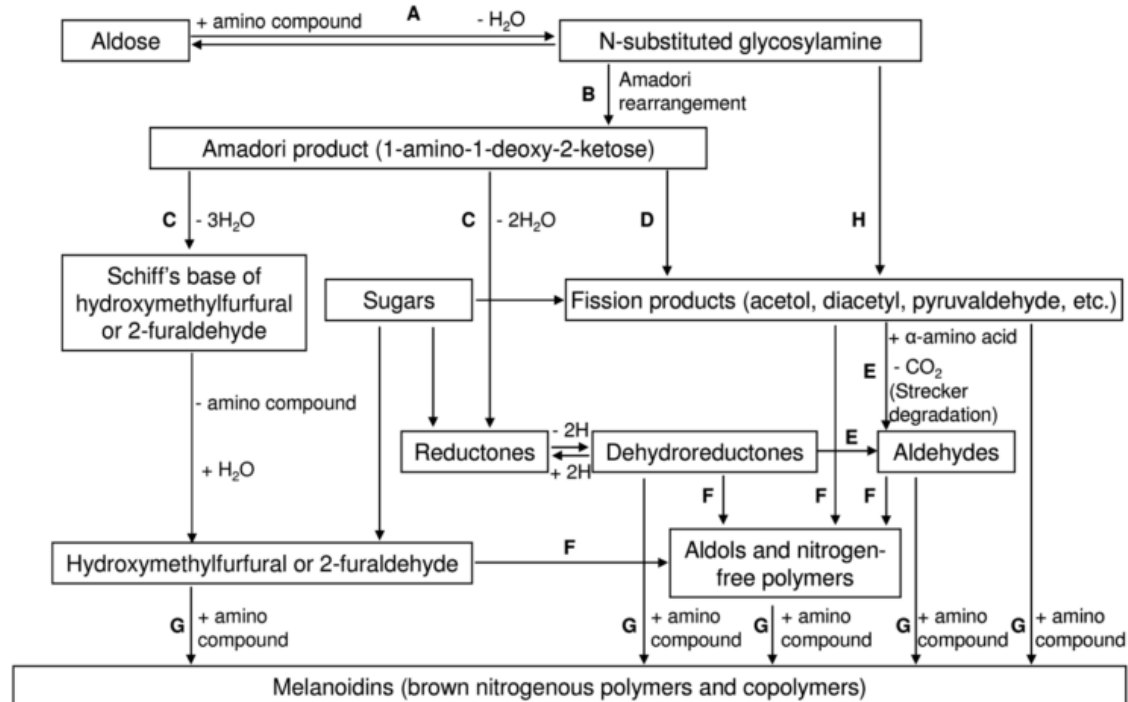 A
+ amino compound
- H₂O
Aldose
N-substituted glycosylamine
B
Amadori
rearrangement
Amadori product (1-amino-1-deoxy-2-ketose)
C
- 3H₂O
C
- 2H₂O
D
H
Schiff's base of
hydroxymethylfurfural
or 2-furaldehyde
Sugars
Fission products (acetol, diacetyl, pyruvaldehyde, etc.)
+ α-amino acid
E
- CO₂
(Strecker
degradation)
- amino compound
+ H₂O
Reductones
- 2H
+ 2H
Dehydroreductones
E
Aldehydes
F
F
F
Hydroxymethylfurfural or 2-furaldehyde
F
Aldols and nitrogen-
free polymers
G
+ amino
compound
G
+ amino
compound
G
+ amino
compound
G
+ amino
compound
G
+ amino
compound
Melanoidins (brown nitrogenous polymers and copolymers)